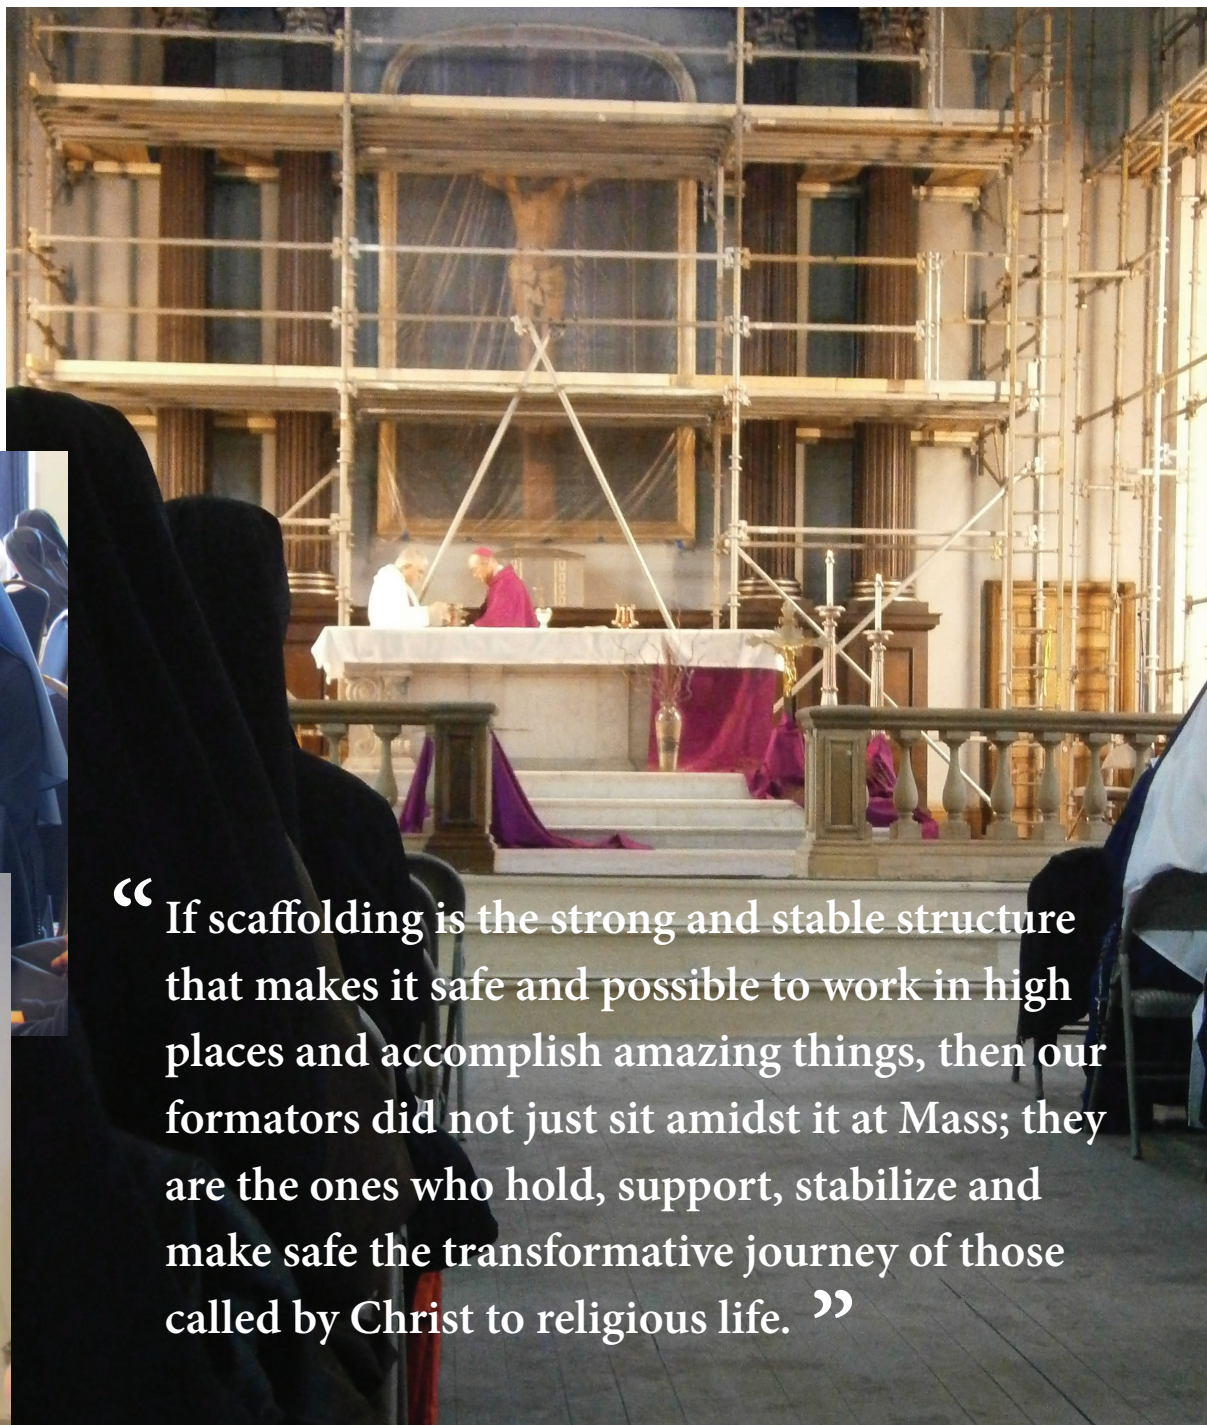 “ If scaffolding is the strong and stable structure
that makes it safe and possible to work in high
places and accomplish amazing things, then our
formators did not just sit amidst it at Mass; they
are the ones who hold, support, stabilize and
make safe the transformative journey of those
called by Christ to religious life. ”